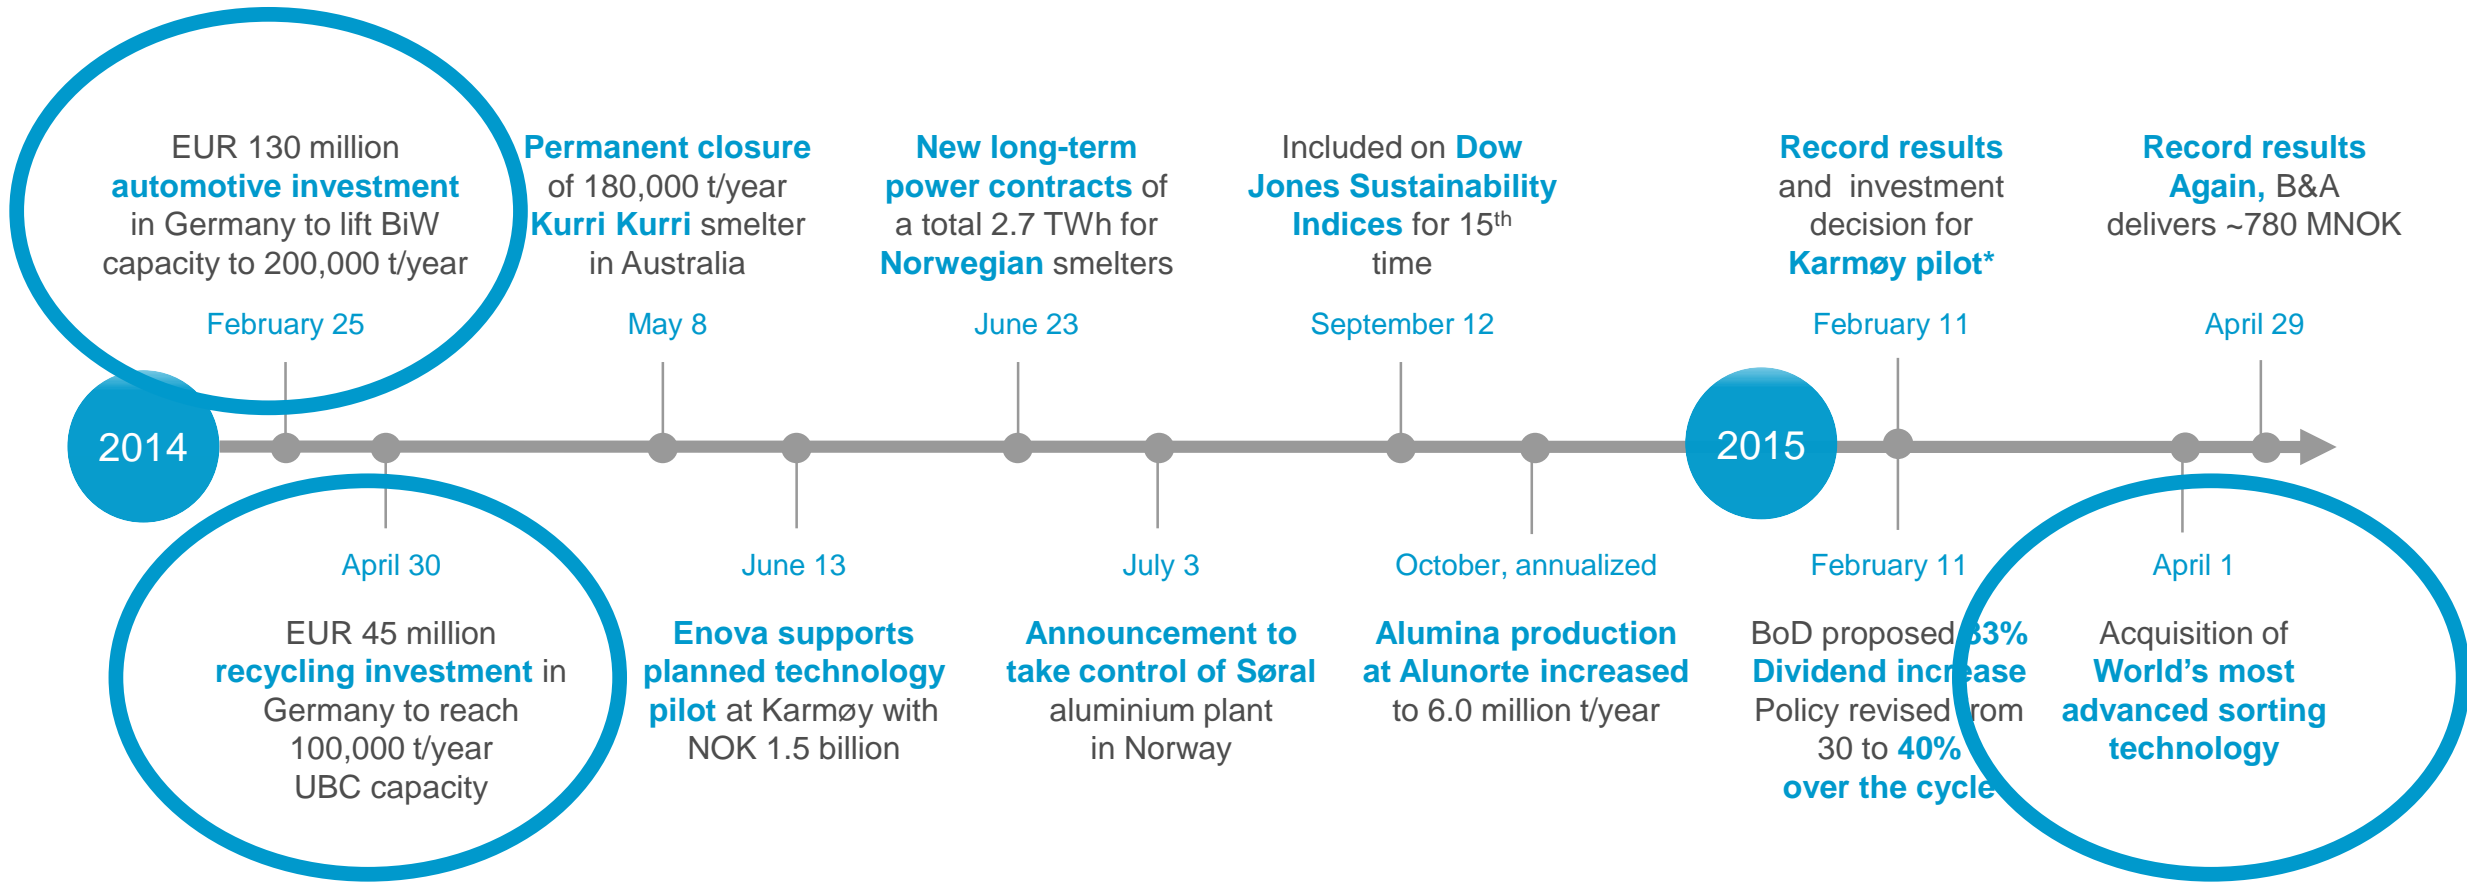 EUR 130 million
automotive investment
in Germany to lift BiW
capacity to 200,000 t/year
February 25
Permanent closure
of 180,000 t/year
Kurri Kurri smelter
in Australia
May 8
New long-term
power contracts of
a total 2.7 TWh for
Norwegian smelters
June 23
Included on Dow
Jones Sustainability
Indices for 15th
time
September 12
Record results
and investment
decision for
Karmøy pilot*
February 11
Record results
Again, B&A
delivers ~780 MNOK
April 29
2014
2015
April 30
EUR 45 million
recycling investment in
Germany to reach
100,000 t/year
UBC capacity
June 13
Enova supports
planned technology
pilot at Karmøy with
NOK 1.5 billion
July 3
Announcement to
take control of Søral
aluminium plant
in Norway
October, annualized
Alumina production
at Alunorte increased
to 6.0 million t/year
February 11
BoD proposed 33%
Dividend increase
Policy revised from
30 to 40%
over the cycle
April 1
Acquisition of
World's most
advanced sorting
technology